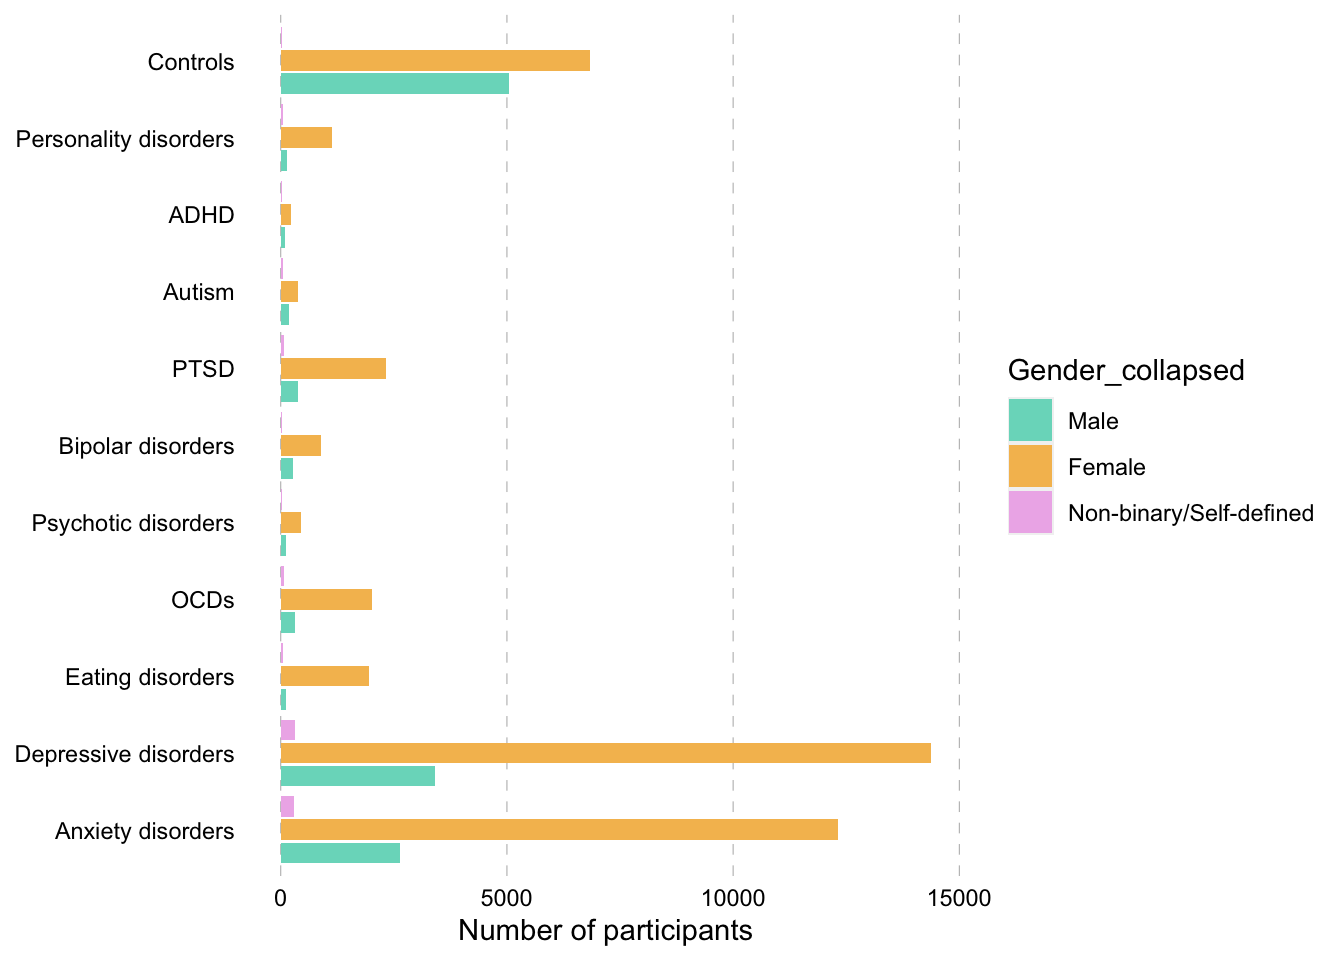 Controls
Personality disorders
ADHD
Autism
PTSD
Bipolar disorders
Psychotic disorders
OCDs
Eating disorders
Depressive disorders
Anxiety disorders
0 5000 10000 15000
Number of participants
Gender_collapsed
Male
Female
Non-binary/Self-defined